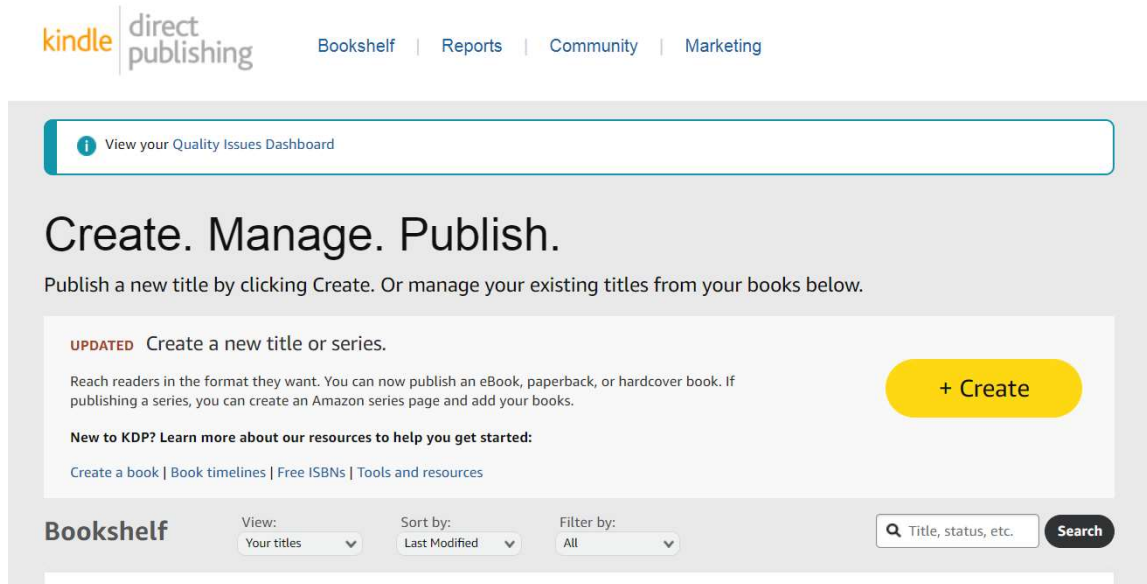 kindle direct publishing
Bookshelf | Reports | Community | Marketing
View your Quality Issues Dashboard
Create. Manage. Publish.
Publish a new title by clicking Create. Or manage your existing titles from your books below.
UPDATED Create a new title or series.
Reach readers in the format they want. You can now publish an eBook, paperback, or hardcover book. If
publishing a series, you can create an Amazon series page and add your books.
+ Create
New to KDP? Learn more about our resources to help you get started:
Create a book | Book timelines | Free ISBNs | Tools and resources
Bookshelf
View:
Your titles
Sort by:
Last Modified
Filter by:
All
Title, status, etc.
Search